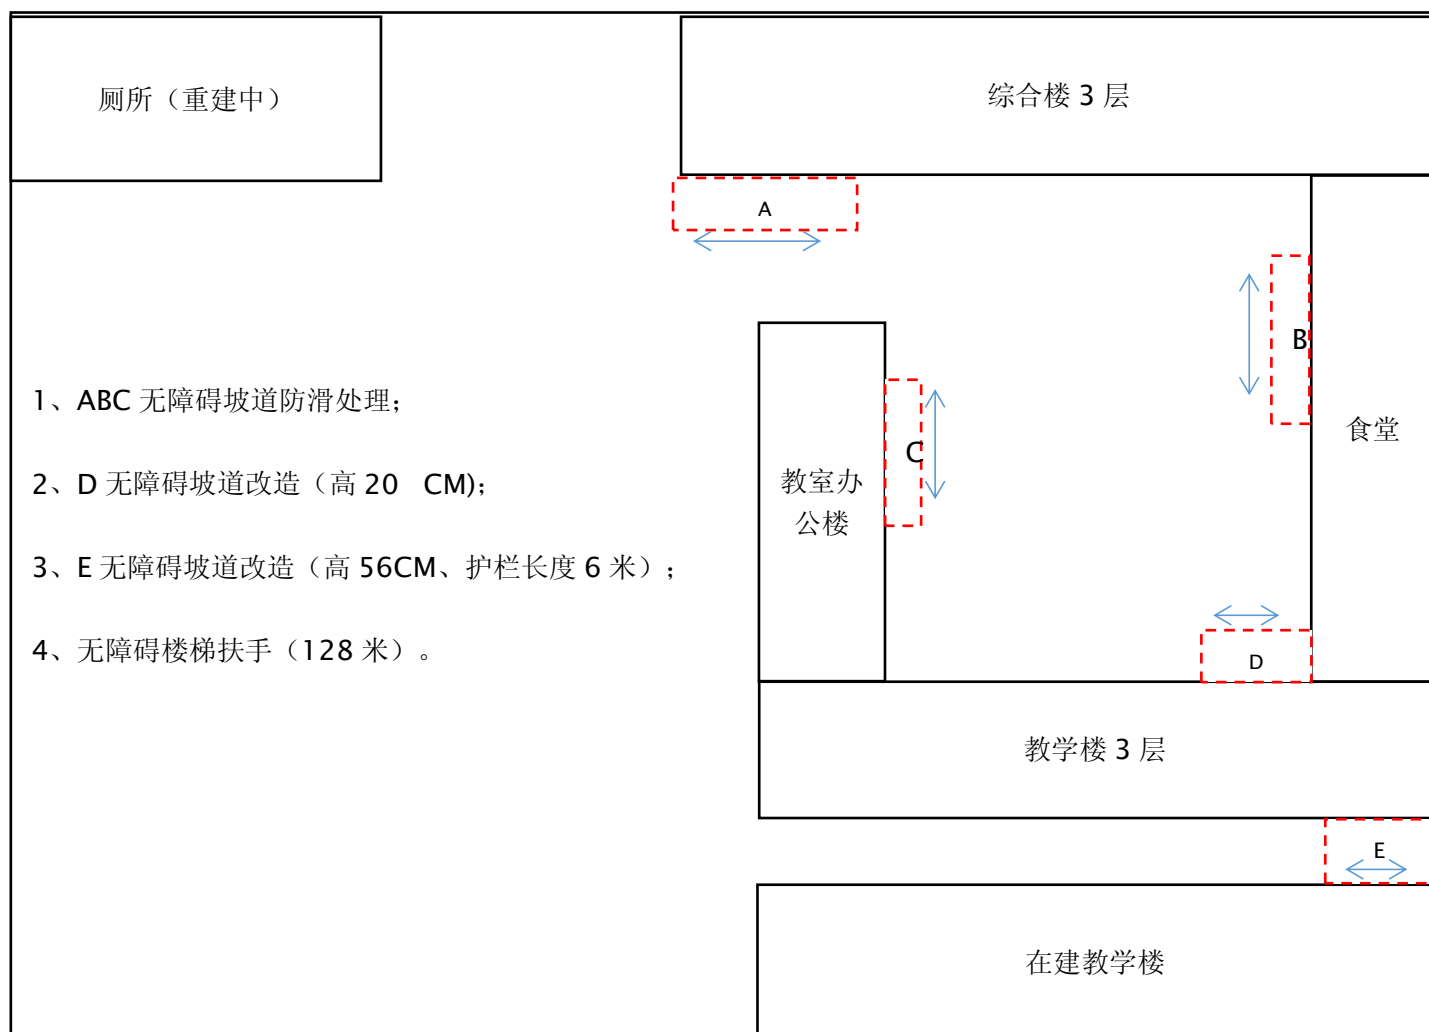 厕所（重建中）
综合楼 3 层
A
B
1、ABC 无障碍坡道防滑处理；
食堂
C
2、D 无障碍坡道改造（高 20 CM)；
教室办
公楼
3、E 无障碍坡道改造（高 56CM、护栏长度 6 米）；
4、无障碍楼梯扶手（128 米）。
D
教学楼 3 层
E
在建教学楼